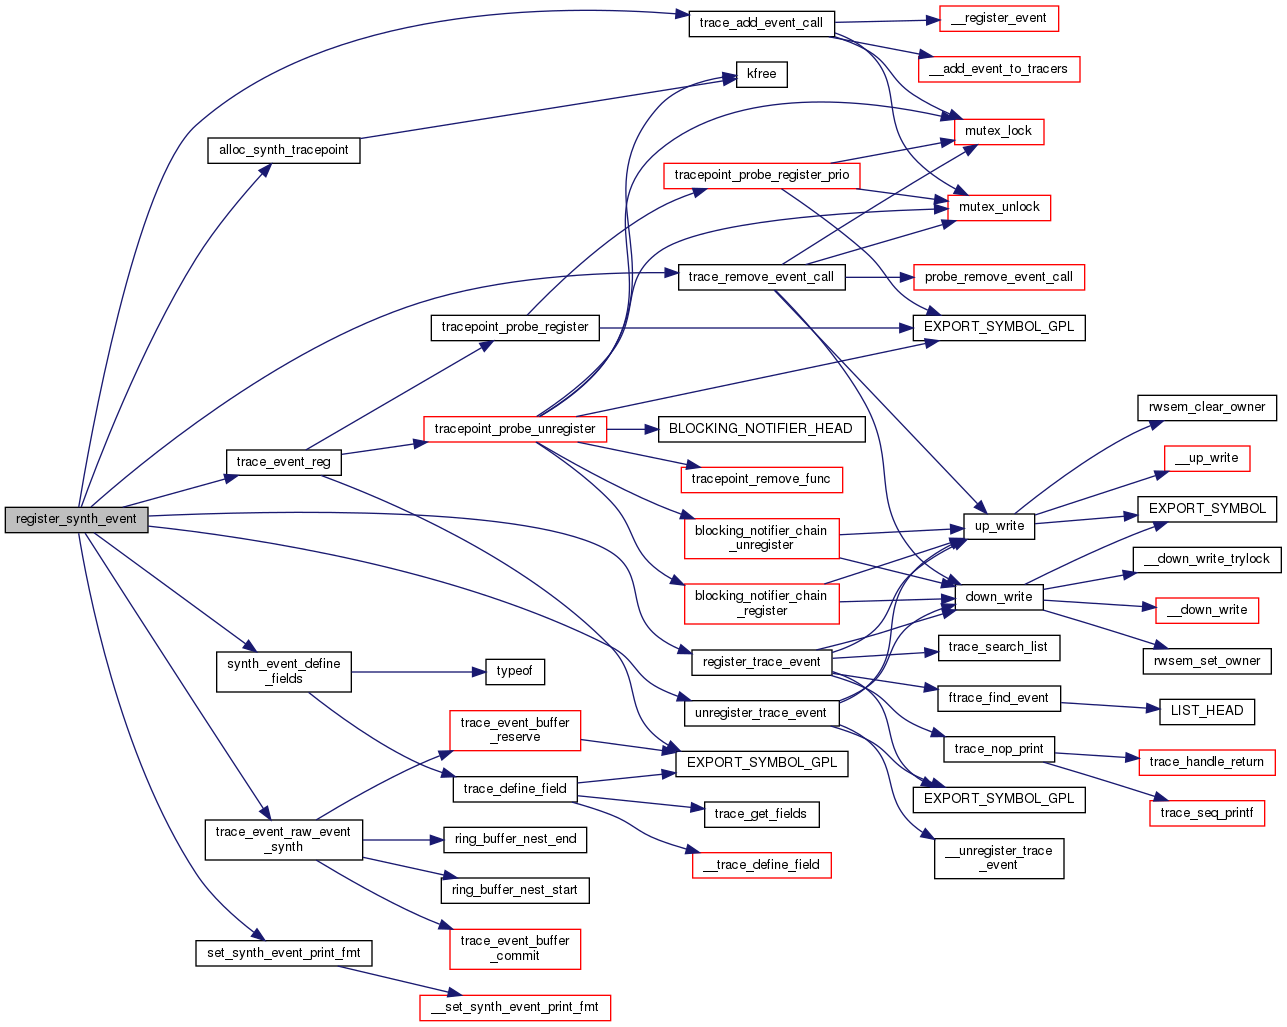 trace_add_event_call
__register_event
__add_event_to_tracers
kfree
mutex_lock
alloc_synth_tracepoint
tracepoint_probe_register_prio
mutex_unlock
trace_remove_event_call
probe_remove_event_call
tracepoint_probe_register
EXPORT_SYMBOL_GPL
rwsem_clear_owner
tracepoint_probe_unregister
BLOCKING_NOTIFIER_HEAD
trace_event_reg
__up_write
tracepoint_remove_func
register_synth_event
EXPORT_SYMBOL
up_write
blocking_notifier_chain
_unregister
__down_write_trylock
blocking_notifier_chain
_register
down_write
__down_write
trace_search_list
register_trace_event
rwsem_set_owner
synth_event_define
_fields
typeof
ftrace_find_event
LIST_HEAD
unregister_trace_event
trace_event_buffer
_reserve
trace_nop_print
trace_handle_return
EXPORT_SYMBOL_GPL
trace_define_field
EXPORT_SYMBOL_GPL
trace_seq_printf
trace_get_fields
trace_event_raw_event
_synth
ring_buffer_nest_end
__unregister_trace
_event
__trace_define_field
ring_buffer_nest_start
trace_event_buffer
_commit
set_synth_event_print_fmt
__set_synth_event_print_fmt